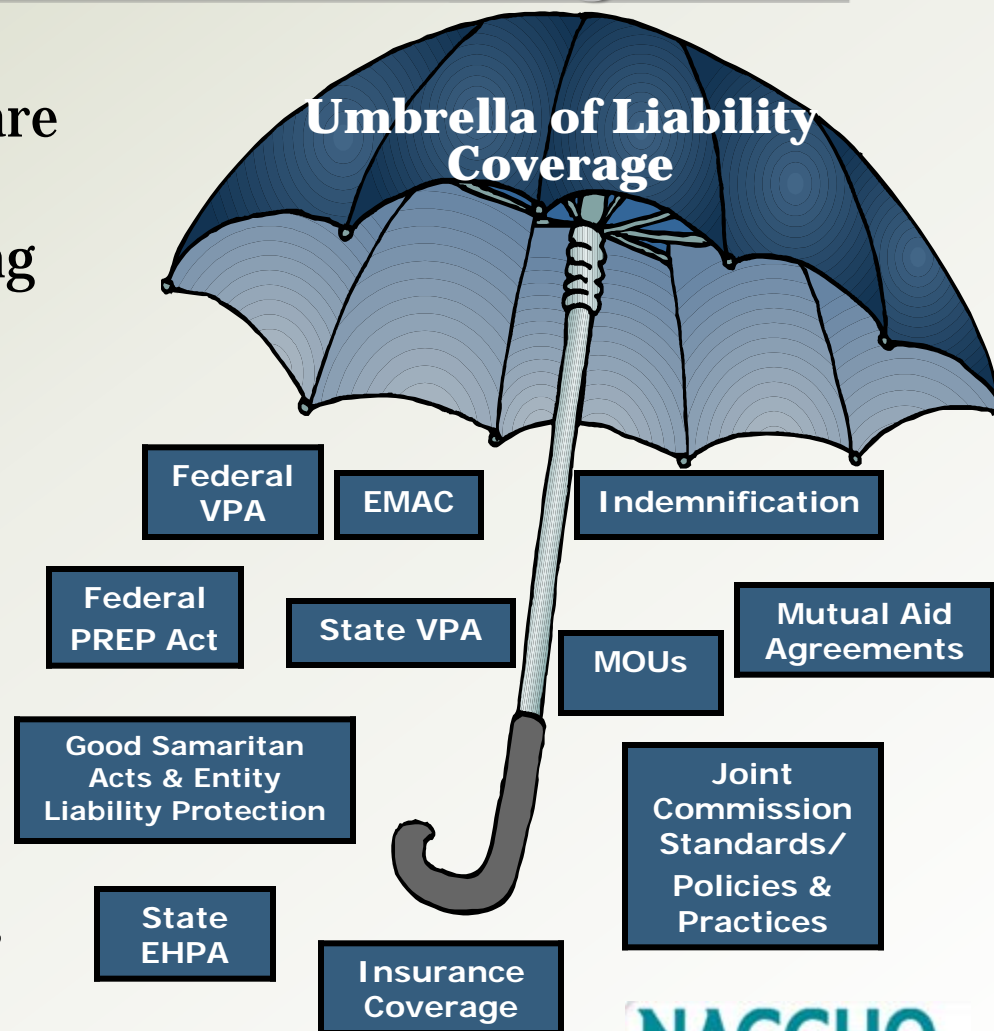 Umbrella of Liability
Coverage
Federal
VPA
EMAC
Indemnification
Federal
PREP Act
State VPA
MOUs
Mutual Aid
Agreements
Good Samaritan
Acts & Entity
Liability Protection
Joint
Commission
Standards/
Policies &
Practices
State
EHPA
Insurance
Coverage
NACCHO